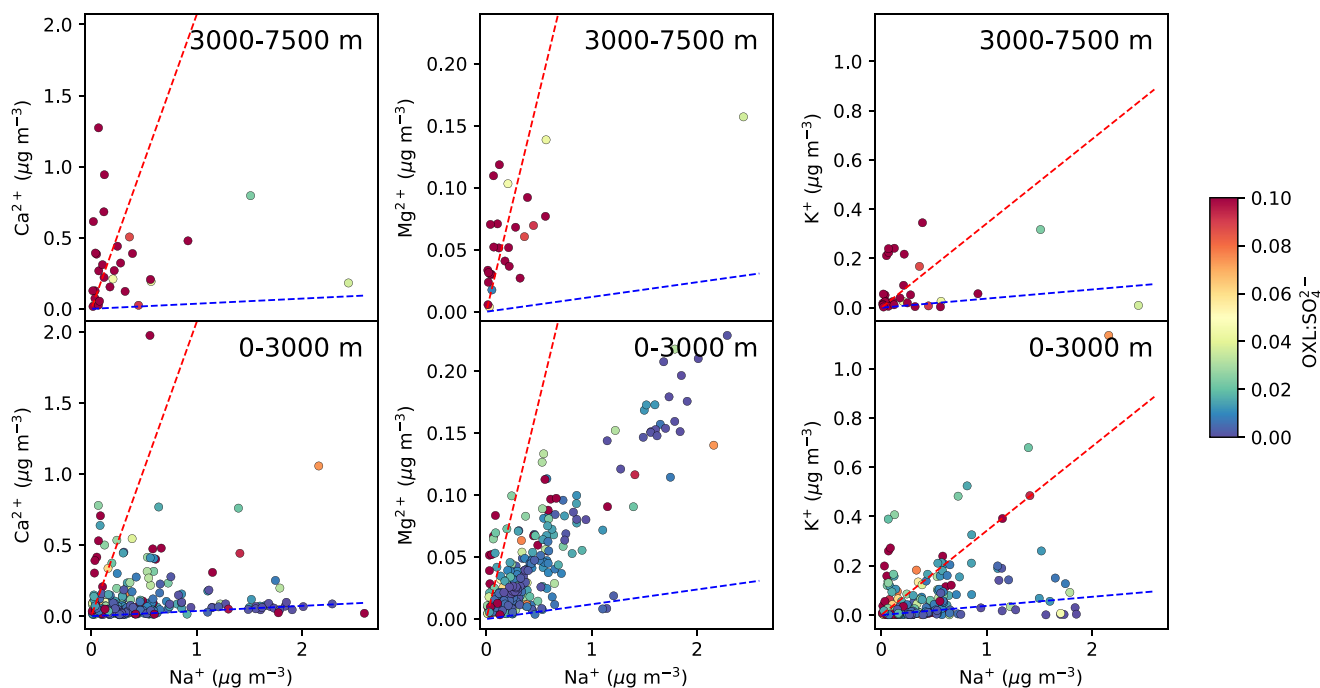 3000-7500 m
3000-7500 m
3000-7500 m
2.0
1.5
1.0
0.5
0.0
Ca²⁺ (μg m⁻³)
0.20
0.15
0.10
0.05
0.00
Mg²⁺ (μg m⁻³)
1.0
0.8
0.6
0.4
0.2
0.0
K⁺ (μg m⁻³)
0-3000 m
0-3000 m
0-3000 m
2.0
1.5
1.0
0.5
0.0
Ca²⁺ (μg m⁻³)
0.20
0.15
0.10
0.05
0.00
Mg²⁺ (μg m⁻³)
1.0
0.8
0.6
0.4
0.2
0.0
K⁺ (μg m⁻³)
0 1 2
0 1 2
0 1 2
Na⁺ (μg m⁻³)
Na⁺ (μg m⁻³)
Na⁺ (μg m⁻³)
0.10
0.08
0.06
0.04
0.02
0.00
OXL:SO₄²⁻